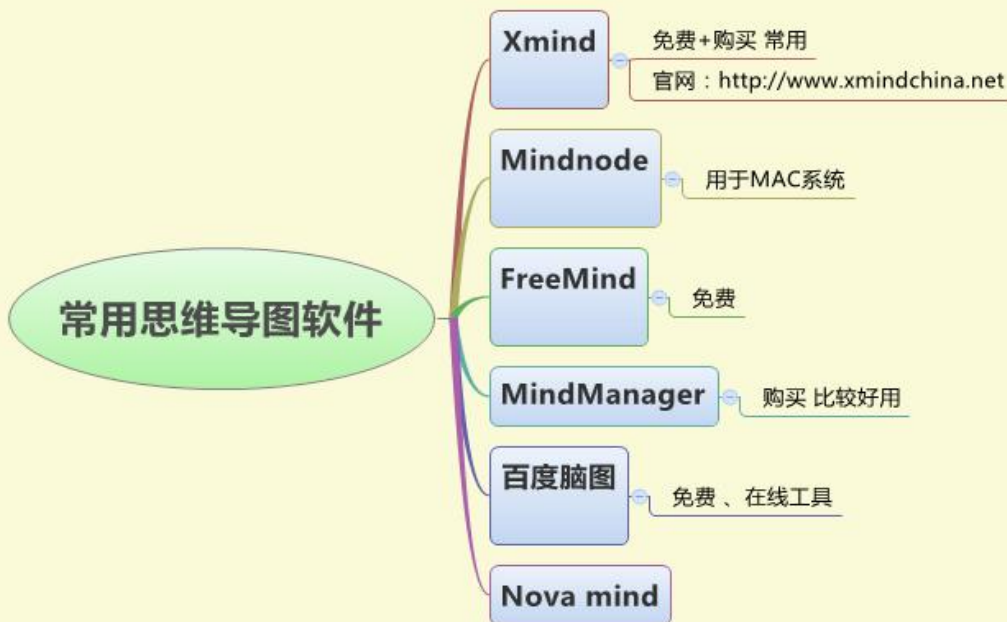 常用思维导图软件
Xmind
免费+购买 常用
官网：http://www.xmindchina.net
Mindnode
用于MAC系统
FreeMind
免费
MindManager
购买 比较好用
百度脑图
免费 、在线工具
Nova mind